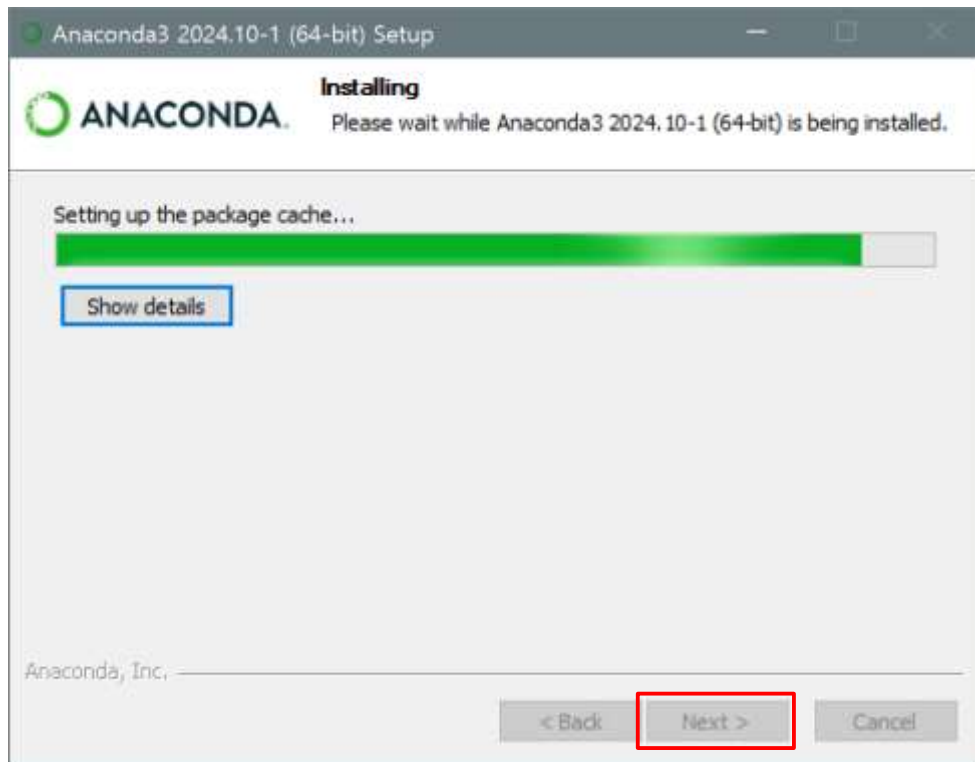 Anaconda3 2024.10-1 (64-bit) Setup
ANACONDA.
Installing
Please wait while Anaconda3 2024.10-1 (64-bit) is being installed.
Setting up the package cache...
Show details
Anaconda, Inc.
< Back
Next >
Cancel